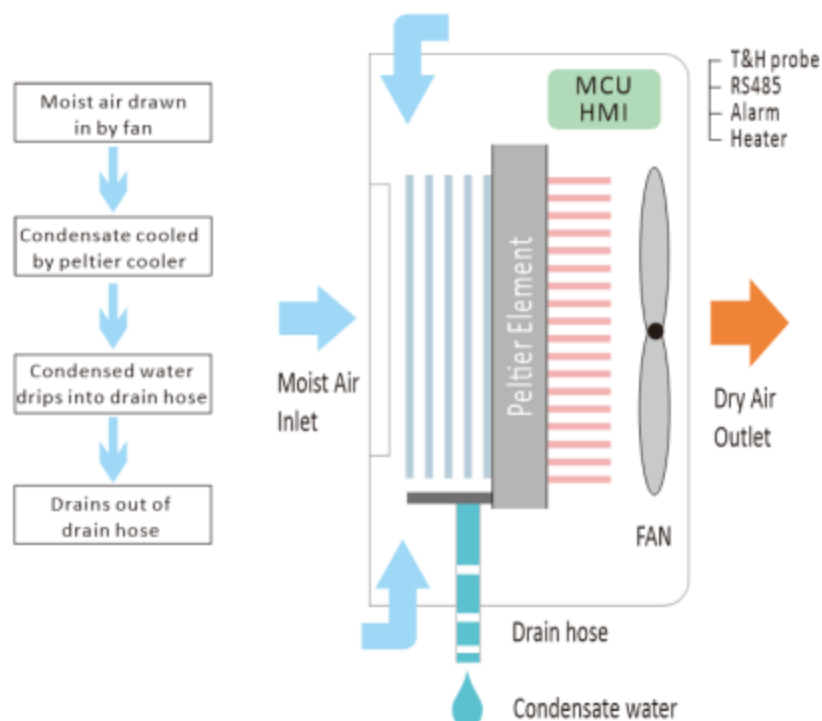 Moist air drawn
in by fan
Condensate cooled
by peltier cooler
Condensed water
drips into drain hose
Drains out of
drain hose
MCU
HMI
T&H probe
RS485
Alarm
Heater
Moist Air
Inlet
Peltier Element
Dry Air
Outlet
FAN
Drain hose
Condensate water